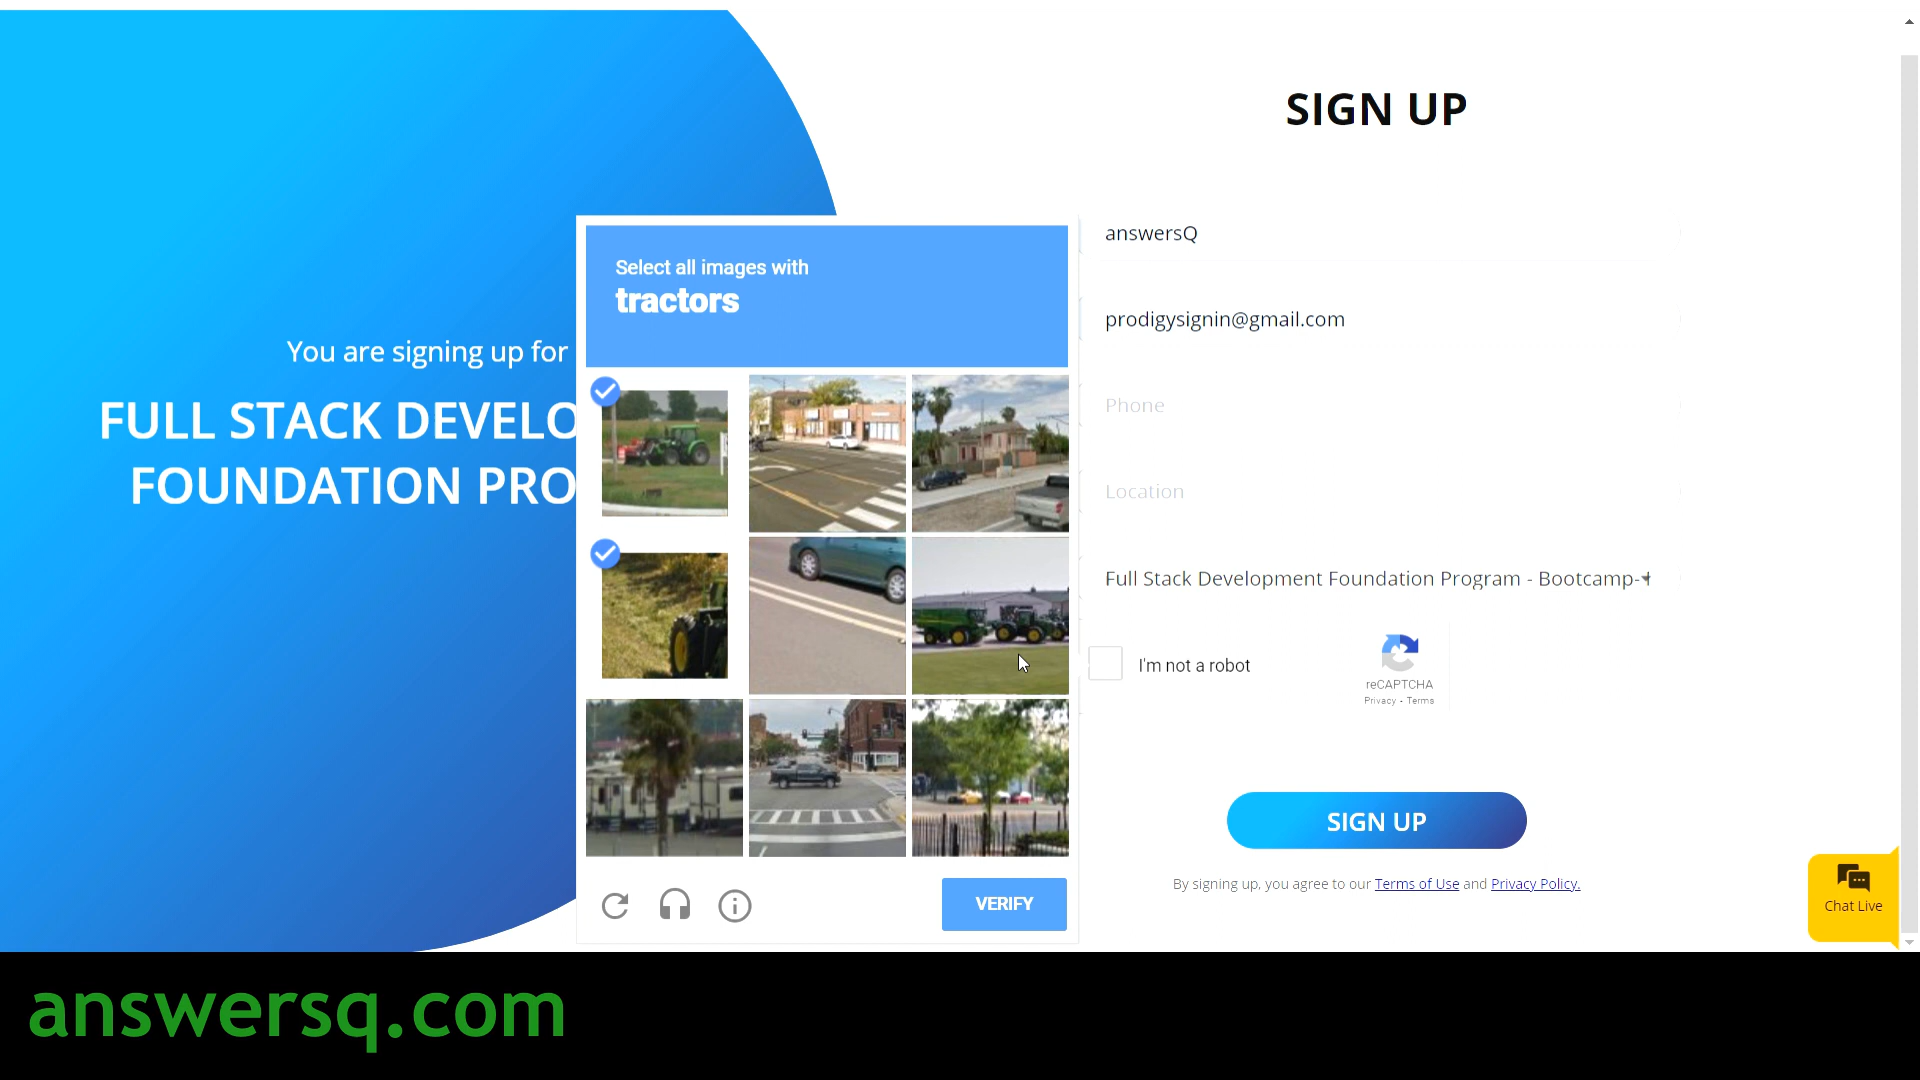 SIGN UP
You are signing up for
FULL STACK DEVELO
FOUNDATION PRO
Select all images with
tractors
VERIFY
answersQ
prodigysignin@gmail.com
Phone
Location
Full Stack Development Foundation Program - Bootcamp-1
I'm not a robot
reCAPTCHA
Privacy - Terms
SIGN UP
By signing up, you agree to our Terms of Use and Privacy Policy.
Chat Live
answersq.com